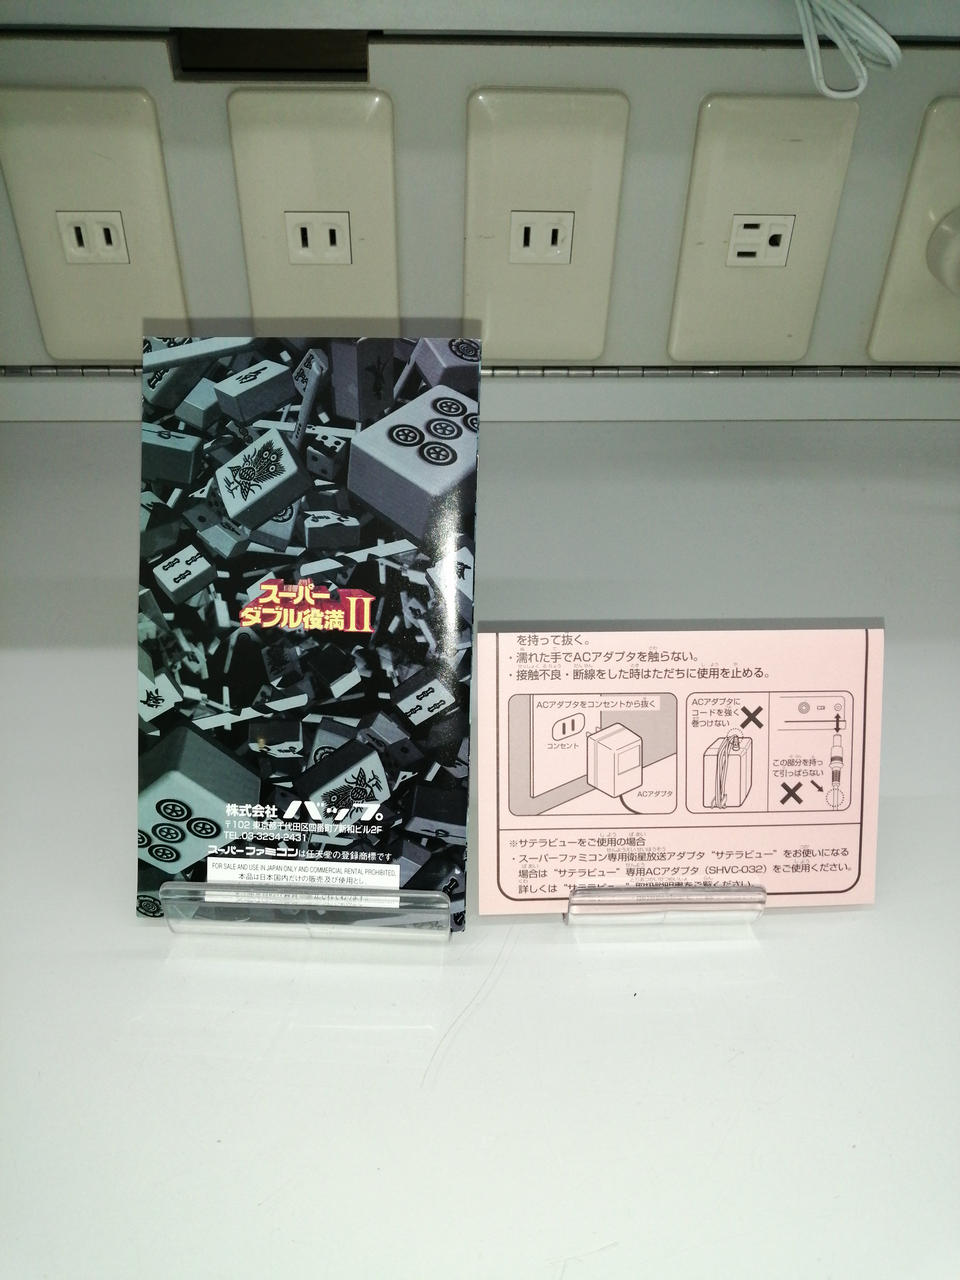 スーパー
ダブル役満II
株式会社 バップ。
〒102 東京都千代田区四番町7新和ビル2F
TEL.03-3234-2431
スーパーファミコンは任天堂の登録商標です
FOR SALE AND USE IN JAPAN ONLY AND COMMERCIAL RENTAL PROHIBITED.
本品は日本国内だけの販売及び使用とし、
を持って抜く。
・濡れた手でACアダプタを触らない。
・接触不良・断線をした時はただちに使用を止める。
ACアダプタをコンセントから抜く
コンセント
ACアダプタ
ACアダプタに
コードを強く
巻つけない
この部分を持っ
て引っぱらない
※サテラビューをご使用の場合
・スーパーファミコン専用衛星放送アダプタ“サテラビュー”をお使いになる
場合は“サテラビュー”専用ACアダプタ（SHVC-032）をご使用ください。
詳しくは“サテラビュー”取扱説明書をご覧ください。